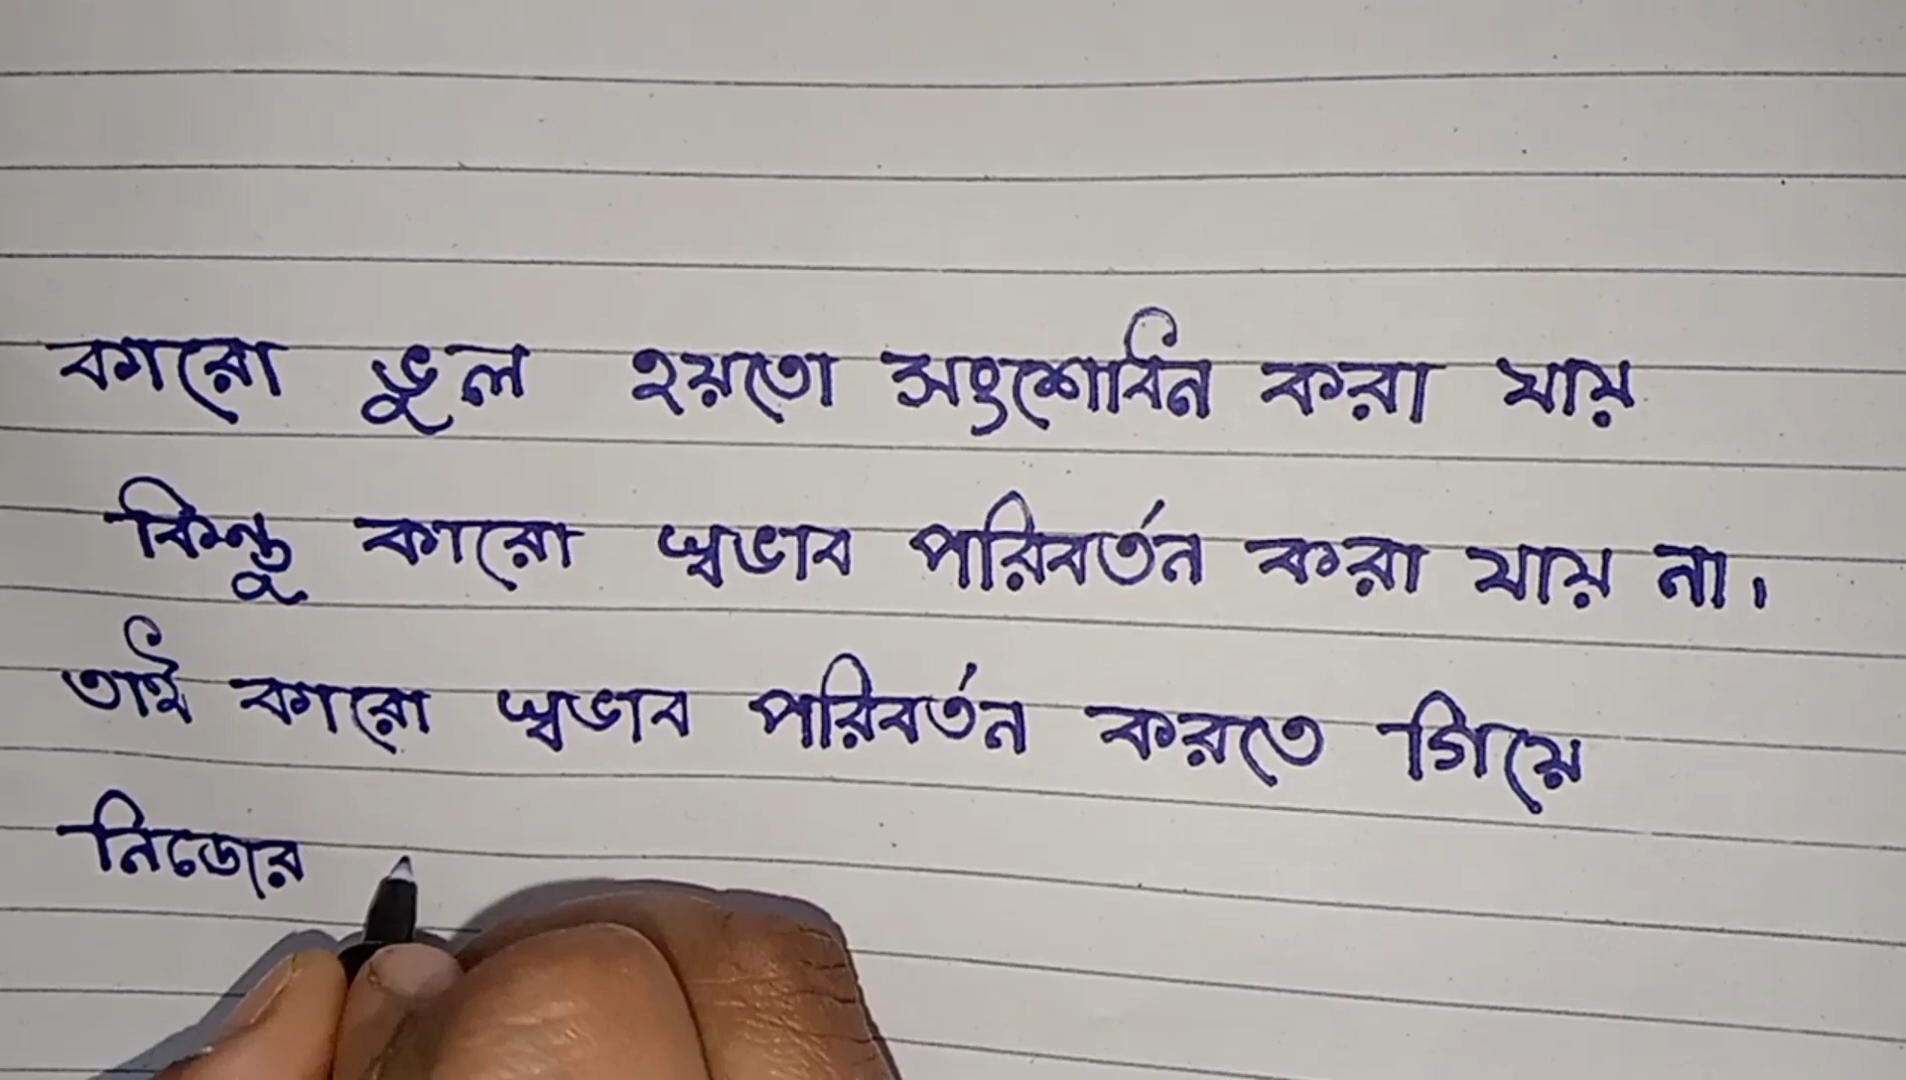 কারো ভুল হয়তো সংশোধন করা যায়
কিন্তু কারো স্বভাব পরিবর্তন করা যায় না।
তাই কারো স্বভাব পরিবর্তন করতে গিয়ে
নিজের